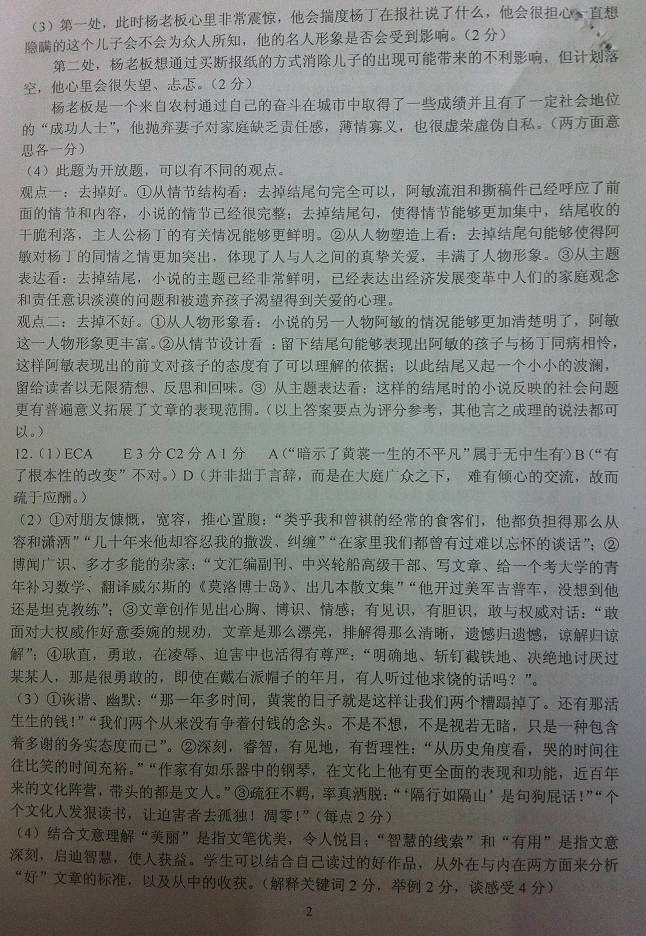 （3）第一处，此时杨老板心里非常震惊，他会揣度杨丁在报社说了什么，他会很担心一直想
隐瞒的这个儿子会不会为众人所知，他的名人形象是否会受到影响。（2 分）
第二处，杨老板想通过买断报纸的方式消除儿子的出现可能带来的不利影响，但计划落
空，他心里会很失望、忐忑。（2 分）
杨老板是一个来自农村通过自己的奋斗在城市中取得了一些成绩并且有了一定社会地位
的“成功人士”，他抛弃妻子对家庭缺乏责任感，薄情寡义，也很虚荣虚伪自私。（两方面意
思各一分）
（4）此题为开放题，可以有不同的观点。
观点一：去掉好。①从情节结构看：去掉结尾句完全可以，阿敏流泪和撕稿件已经呼应了前
面的情节和内容，小说的情节已经很完整；去掉结尾句，使得情节能够更加集中，结尾收的
干脆利落，主人公杨丁的有关情况能够更鲜明。②从人物塑造上看：去掉结尾句能够使得阿
敏对杨丁的同情之情更加突出，体现了人与人之间的真挚关爱，丰满了人物形象。③从主题
表达看：去掉结尾，小说的主题已经非常鲜明，已经表达出经济发展变革中人们的家庭观念
和责任意识淡漠的问题和被遗弃孩子渴望得到关爱的心理。
观点二：去掉不好。①从人物形象看：小说的另一人物阿敏的情况能够更加清楚明了，阿敏
这一人物形象更丰富。②从情节设计看：留下结尾句能够表现出阿敏的孩子与杨丁同病相怜，
这样阿敏表现出的前文对孩子的态度有了可以理解的依据；以此结尾又起一个小小的波澜，
留给读者以无限猜想、反思和回味。③ 从主题表达看：这样的结尾时的小说反映的社会问题
更有普遍意义拓展了文章的表现范围。（以上答案要点为评分参考，其他言之成理的说法都可
以。）
12.（1）ECA E 3 分 C2 分 A 1 分 A（“暗示了黄裳一生的不平凡”属于无中生有）B（“有
了根本性的改变”不对。）D（并非拙于言辞，而是在大庭广众之下， 难有倾心的交流，故而
疏于应酬。）
（2）①对朋友慷慨，宽容，推心置腹：“类乎我和曾祺的经常的食客们，他都负担得那么从
容和潇洒”“几十年来他却容忍我的撒泼、纠缠”“在家里我们都曾有过难以忘怀的谈话”；②
博闻广识、多才多能的杂家：“文汇编副刊、中兴轮船高级干部、写文章、给一个考大学的青
年补习数学、翻译威尔斯的《莫洛博士岛》、出几本散文集”“他开过美军吉普车，没想到他
还是坦克教练”；③文章创作见出心胸、博识、情感；有见识，有胆识，敢与权威对话：“敢
面对大权威作好意委婉的规劝，文章是那么漂亮，排解得那么清晰，遗憾归遗憾，谅解归谅
解”；④耿直，勇敢，在凌辱、迫害中也活得有尊严：“明确地、斩钉截铁地、决绝地讨厌过
某某人，那是很勇敢的，即使在戴右派帽子的年月，有人听过他求饶的话吗？”。
（3）①诙谐、幽默：“那一年多时间，黄裳的日子就是这样让我们两个糟蹋掉了。还有那活
生生的钱！”“我们两个从来没有争着付钱的念头。不是不想，不是视若无睹，只是一种包含
着多谢的务实态度而已”。②深刻，睿智，有见地，有哲理性：“从历史角度看，哭的时间往
往比笑的时间充裕。”“作家有如乐器中的钢琴，在文化上他有更全面的表现和功能，近百年
来的文化阵营，带头的都是文人。”③疏狂不羁，率真洒脱：“‘隔行如隔山’是句狗屁话！”“个
个文化人发狠读书，让迫害者去孤独！凋零！”（每点 2 分）
（4）结合文意理解“美丽”是指文笔优美，令人悦目；“智慧的线索”和“有用”是指文意
深刻，启迪智慧，使人获益。学生可以结合自己读过的好作品，从外在与内在两方面来分析
“好”文章的标准，以及从中的收获。（解释关键词 2 分，举例 2 分，谈感受 4 分）
2